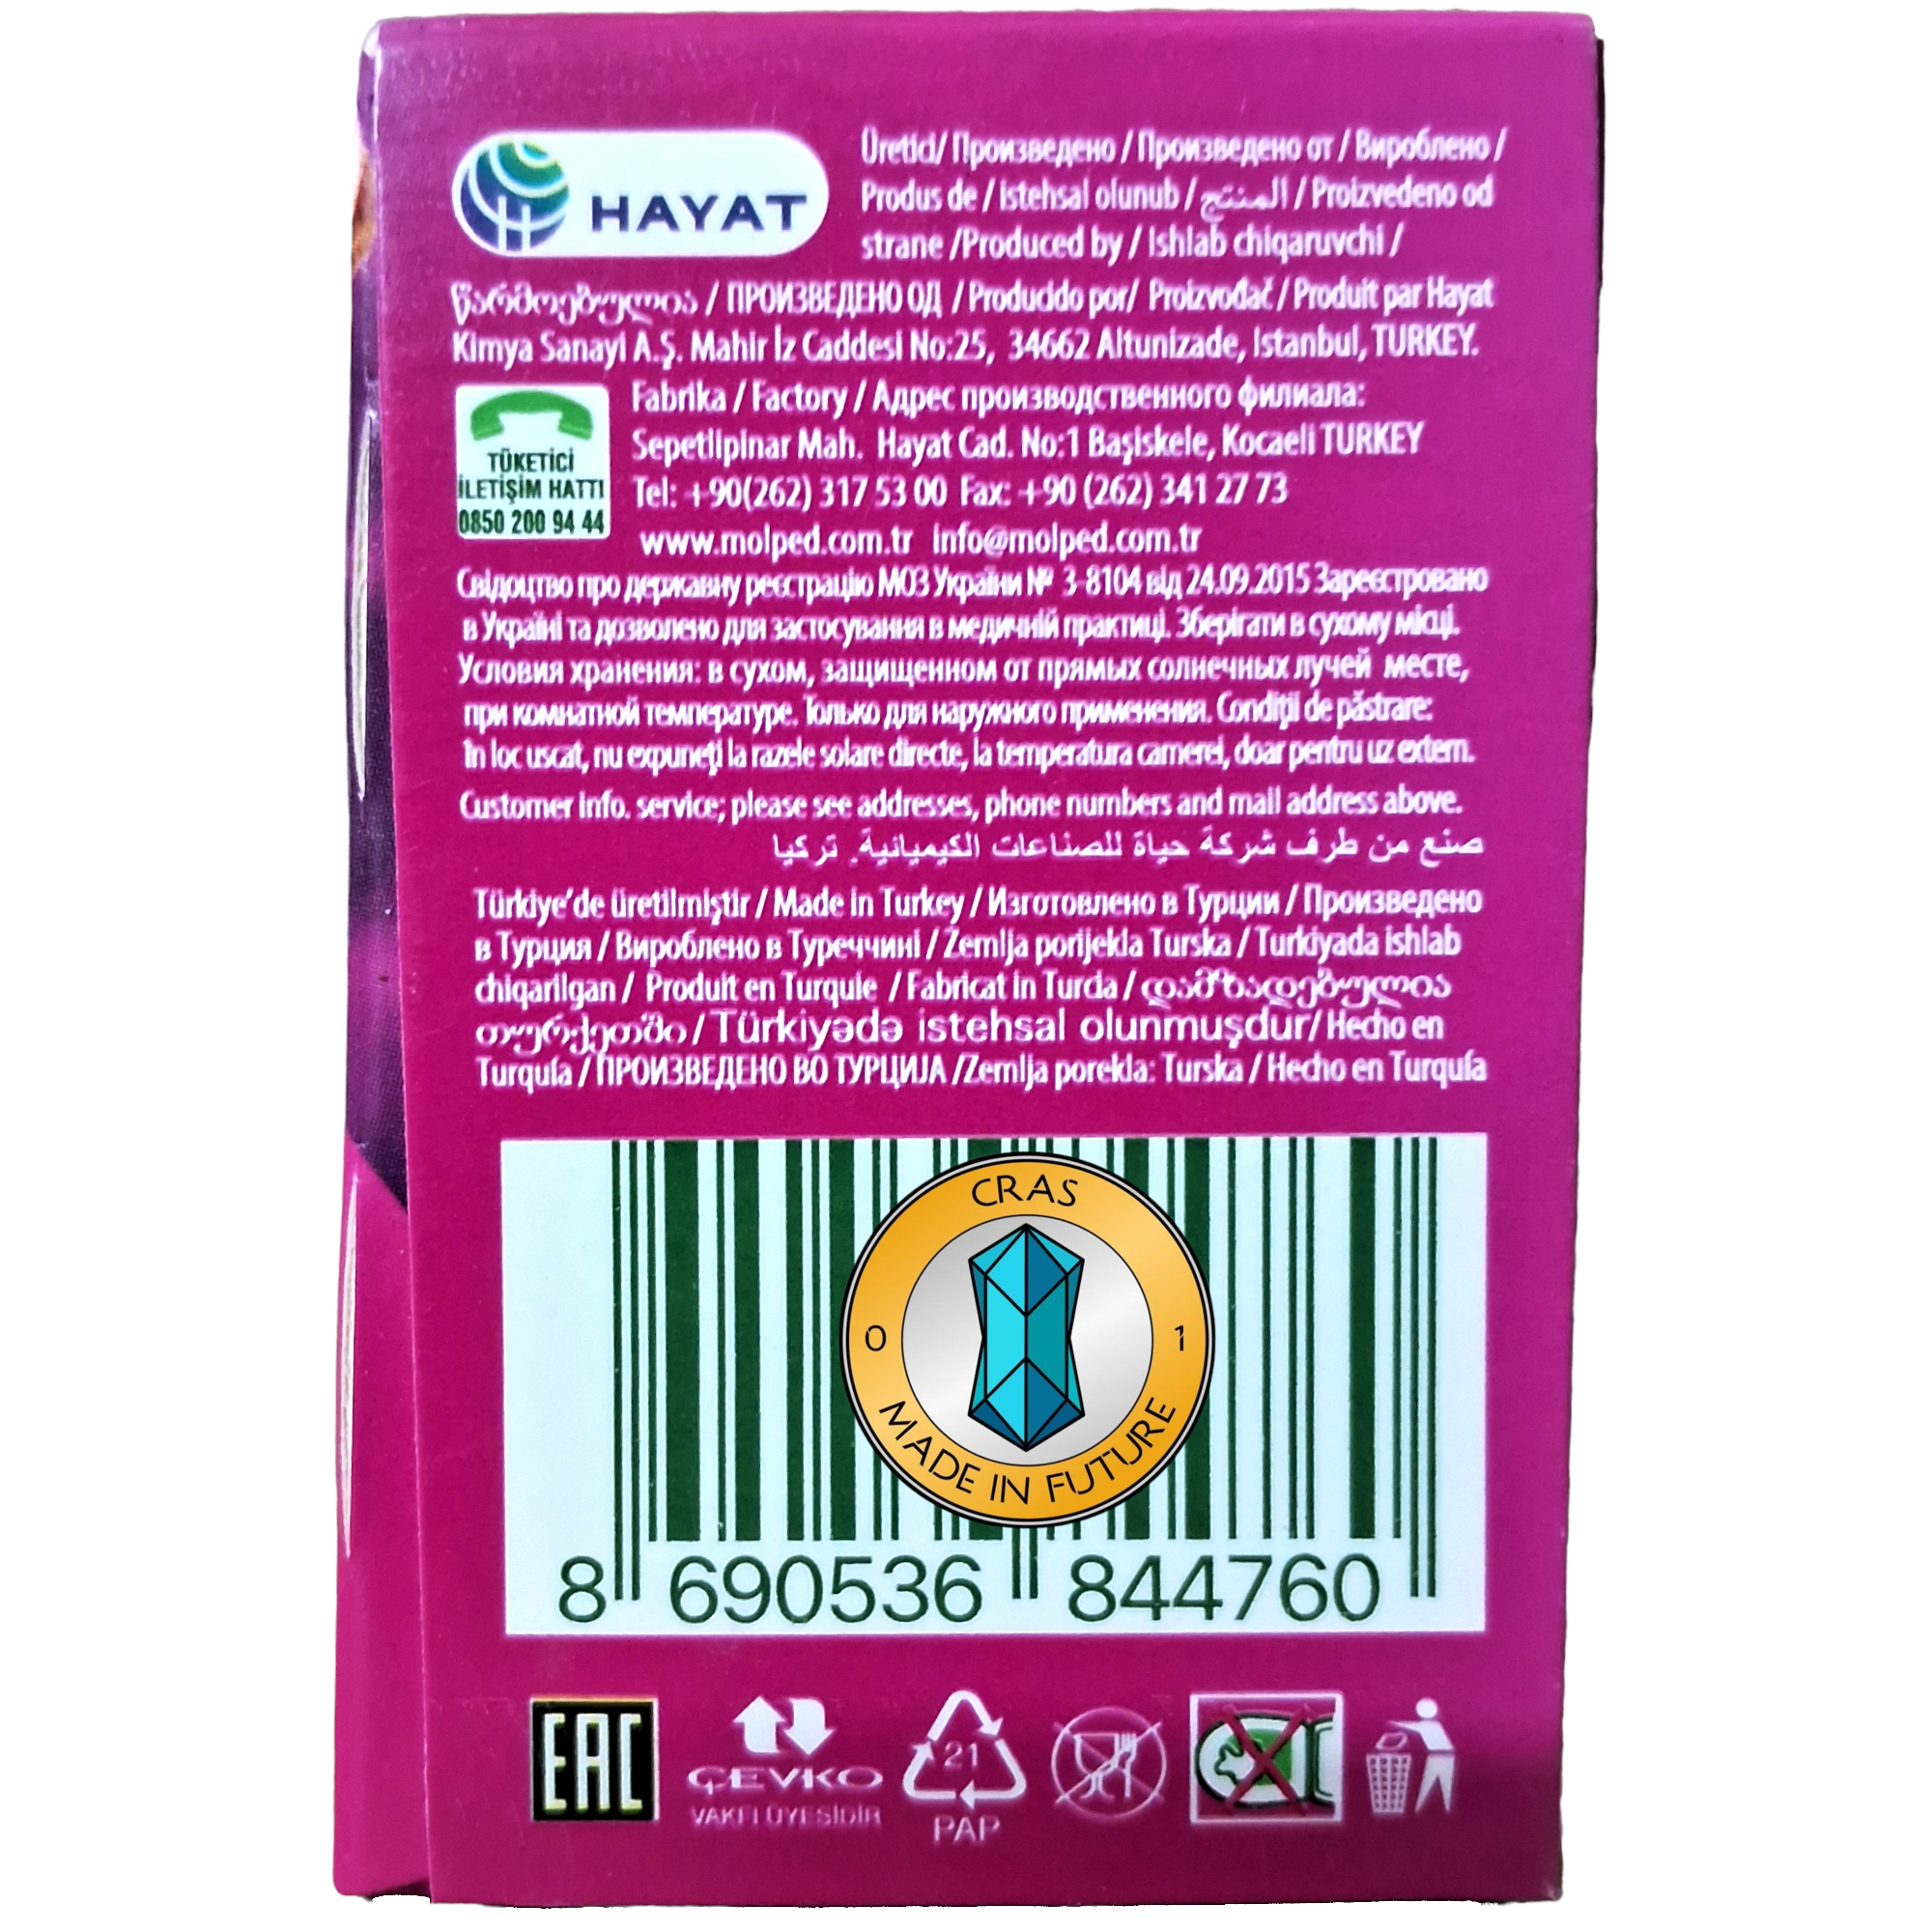 HAYAT
Üretici/ Произведено / Произведено от / Вироблено /
Produs de / istehsal olunub / المنتج / Proizvedeno od
strane /Produced by / Ishlab chiqaruvchi /
წარმოებულია / ПРОИЗВЕДЕНО ОД / Producido por/ Proizvođač / Produit par Hayat
Kimya Sanayi A.Ş. Mahir İz Caddesi No:25, 34662 Altunizade, Istanbul, TURKEY.
TÜKETİCİ
İLETİŞİM HATTI
0850 200 94 44
Fabrika / Factory / Адрес производственного филиала:
Sepetlipinar Mah. Hayat Cad. No:1 Başiskele, Kocaeli TURKEY
Tel: +90(262) 317 53 00 Fax: +90 (262) 341 27 73
www.molped.com.tr info@molped.com.tr
Свідоцтво про державну реєстрацію МОЗ України № 3-8104 від 24.09.2015 Зареєстровано
в Україні та дозволено для застосування в медичній практиці. Зберігати в сухому місці.
Условия хранения: в сухом, защищенном от прямых солнечных лучей месте,
при комнатной температуре. Только для наружного применения. Condiţii de păstrare:
în loc uscat, nu expuneţi la razele solare directe, la temperatura camerei, doar pentru uz extern.
Customer info. service; please see addresses, phone numbers and mail address above.
صنع من طرف شركة حياة للصناعات الكيميائية. تركيا
Türkiye'de üretilmiştir / Made in Turkey / Изготовлено в Турции / Произведено
в Турция / Вироблено в Туреччині / Zemlja porijekla Turska / Turkiyada ishlab
chiqarilgan / Produit en Turquie / Fabricat in Turcia / დამზადებულია
თურქეთში / Türkiyədə istehsal olunmuşdur/ Hecho en
Turquía / ПРОИЗВЕДЕНО ВО ТУРЦИЈА /Zemlja porekla: Turska / Hecho en Turquía
CRAS
0 1
MADE IN FUTURE
8 690536 844760
EAC
ÇEVKO
VAKFI ÜYESİDİR
21
PAP